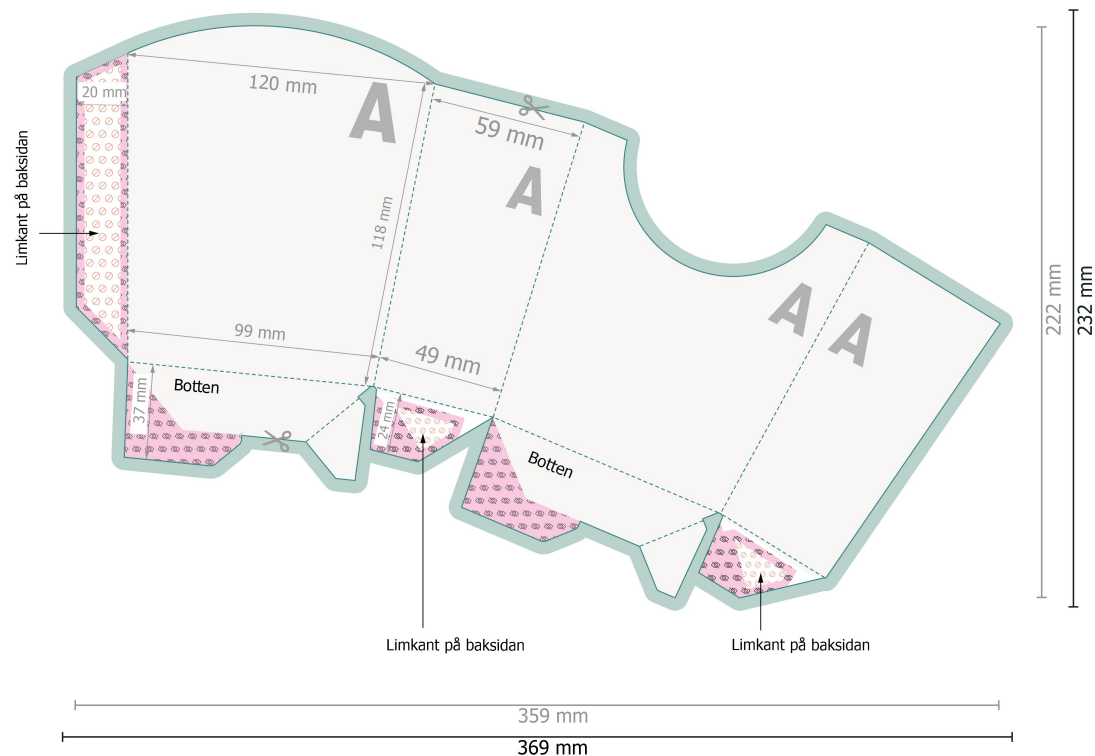 120 mm
20 mm
A
59 mm
A
Limkant på baksidan
118 mm
222 mm
232 mm
A
A
99 mm
49 mm
Botten
37 mm
24 mm
Botten
Limkant på baksidan
Limkant på baksidan
359 mm
369 mm